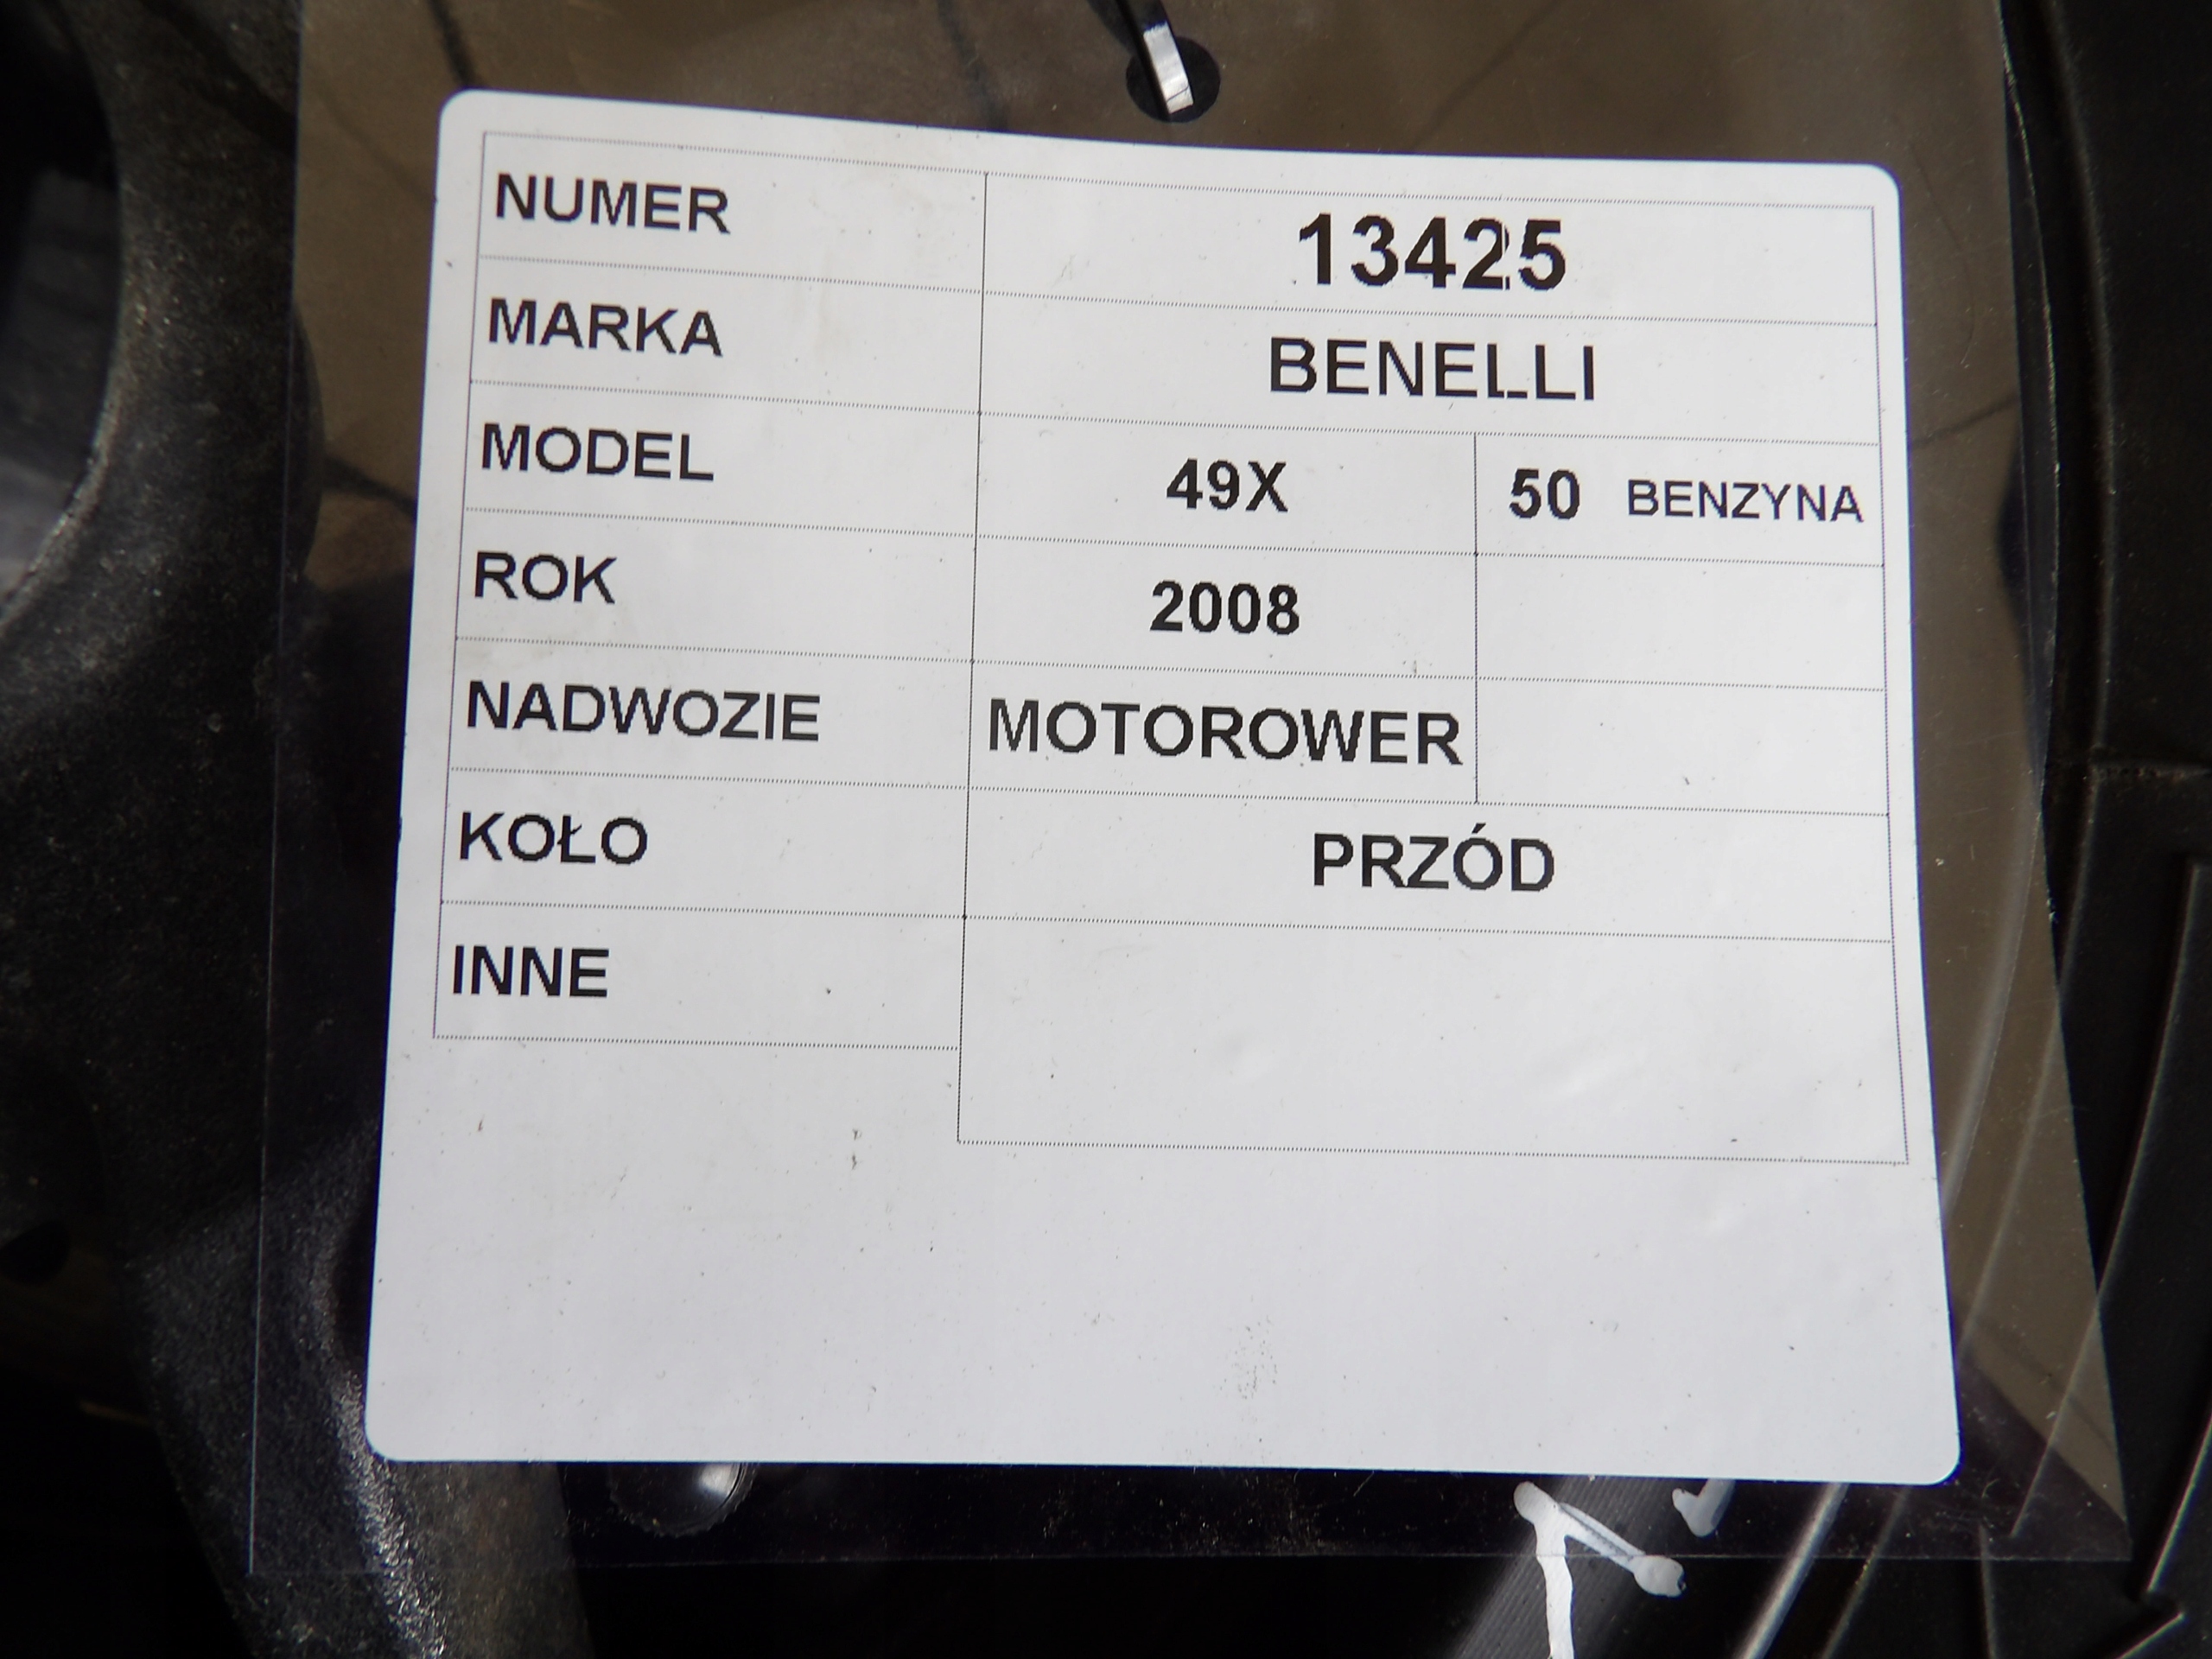 NUMER 13425
MARKA BENELLI
MODEL 49X 50 BENZYNA
ROK 2008
NADWOZIE MOTOROWER
KOŁO PRZÓD
INNE